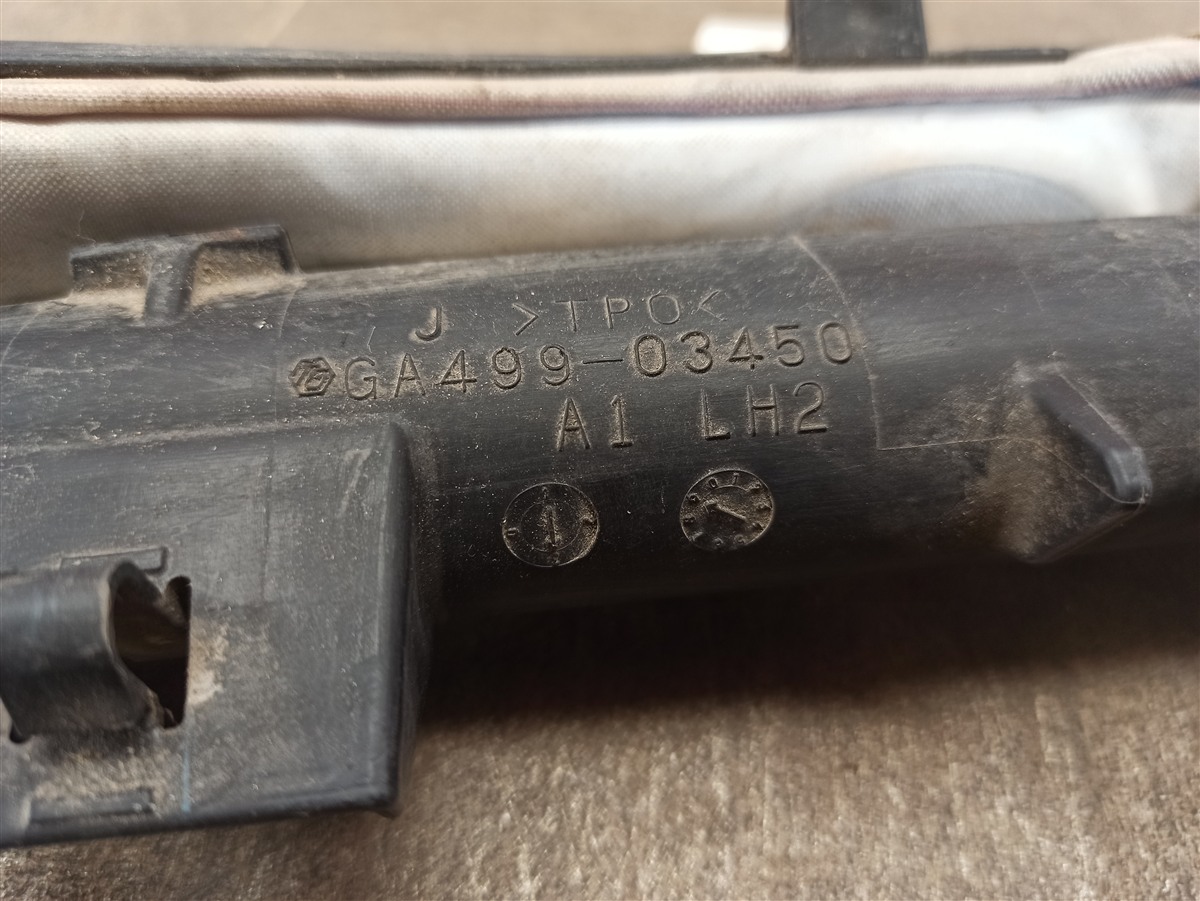 J >TPO<
GA499-03450
A1 LH2